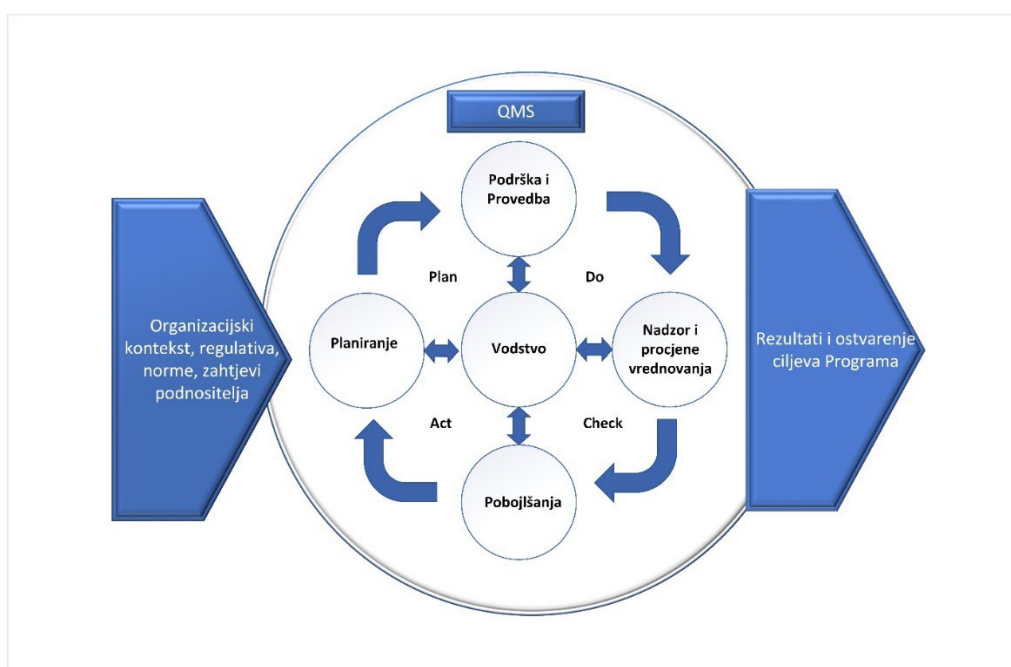 QMS
Podrška i
Provedba
Plan
Do
Organizacijski
kontekst, regulativa,
norme, zahtjevi
podnositelja
Planiranje
Vodstvo
Nadzor i
procjene
vrednovanja
Rezultati i ostvarenje
ciljeva Programa
Act
Check
Pobojlšanja